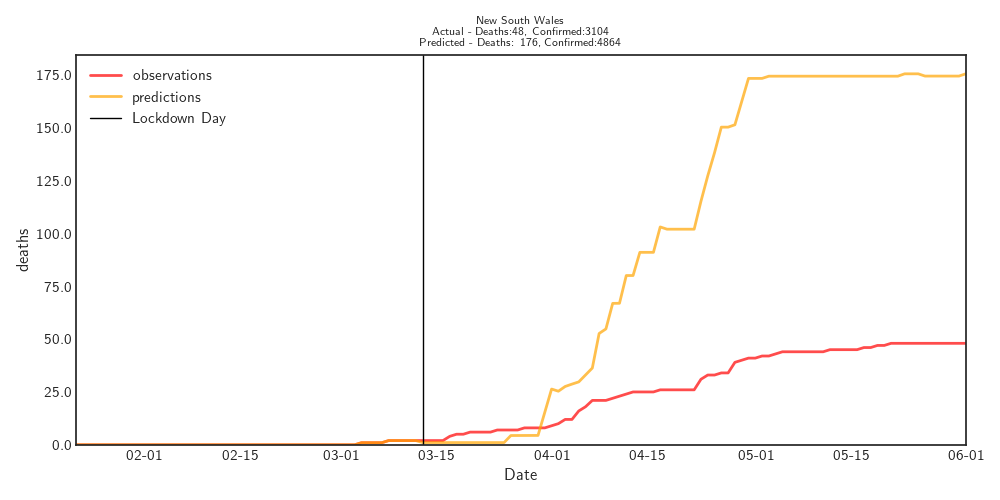 New South Wales
Actual - Deaths:48, Confirmed:3104
Predicted - Deaths: 176, Confirmed:4864
observations
predictions
Lockdown Day
deaths
175.0
150.0
125.0
100.0
75.0
50.0
25.0
0.0
02-01 02-15 03-01 03-15 04-01 04-15 05-01 05-15 06-01
Date